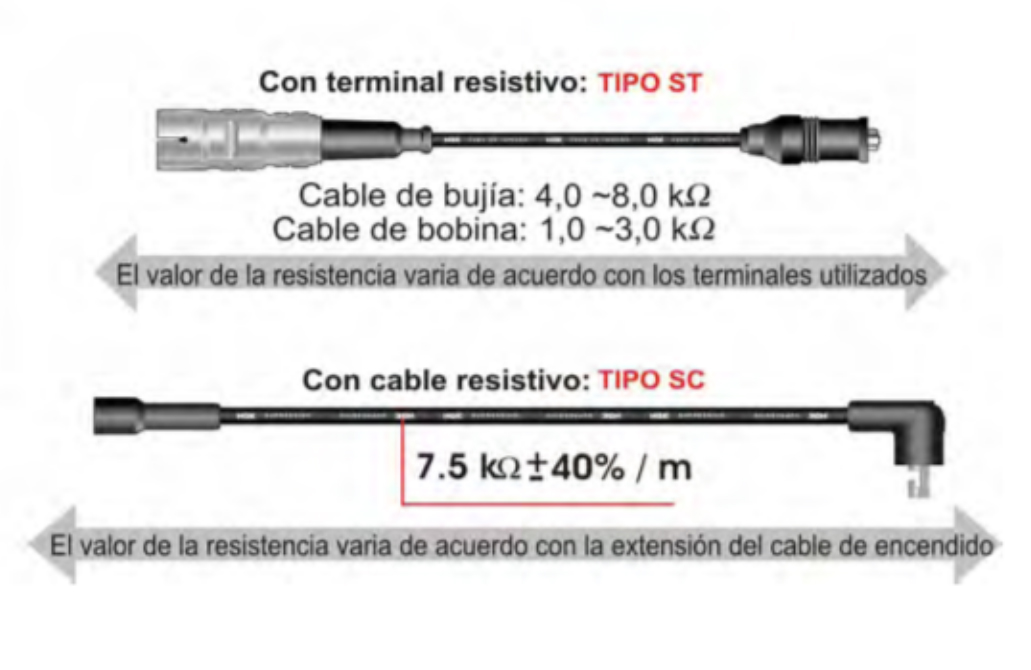 Con terminal resistivo: TIPO ST
Cable de bujía: 4,0 ~8,0 kΩ
Cable de bobina: 1,0 ~3,0 kΩ
El valor de la resistencia varia de acuerdo con los terminales utilizados
Con cable resistivo: TIPO SC
7.5 kΩ±40% / m
El valor de la resistencia varia de acuerdo con la extensión del cable de encendido